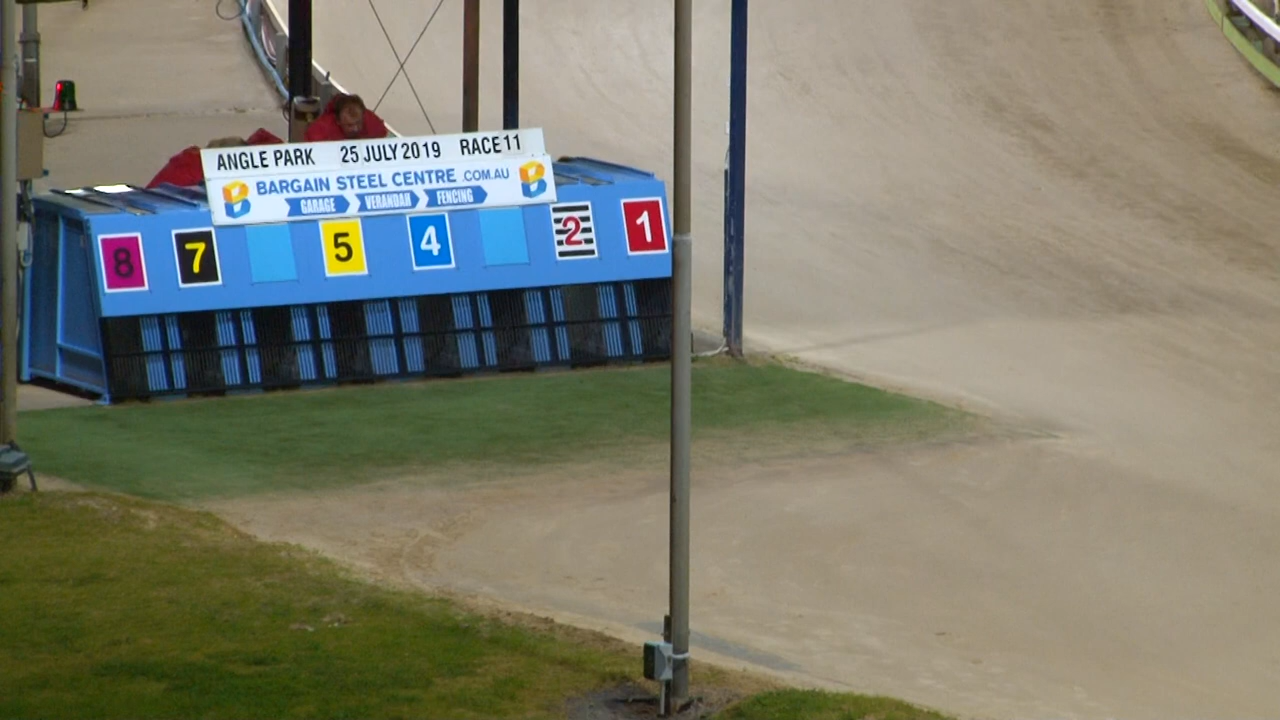 ANGLE PARK 25 JULY 2019 RACE 11
BARGAIN STEEL CENTRE .COM.AU
GARAGE VERANDAH FENCING
8 7 5 4 2 1